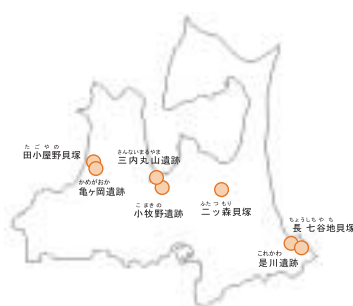 たごやの
田小屋野貝塚
かめがおか
亀ヶ岡遺跡
さんないまるやま
三内丸山遺跡
こまきの
小牧野遺跡
ふたつもり
二ッ森貝塚
ちょうしちやち
長七谷地貝塚
これかわ
是川遺跡